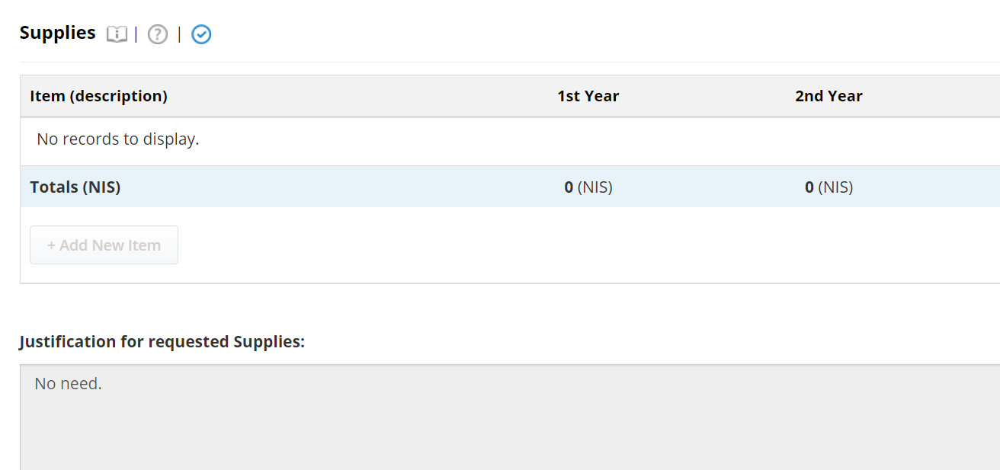 Supplies | ? |
Item (description) 1st Year 2nd Year
No records to display.
Totals (NIS) 0 (NIS) 0 (NIS)
+ Add New Item
Justification for requested Supplies:
No need.